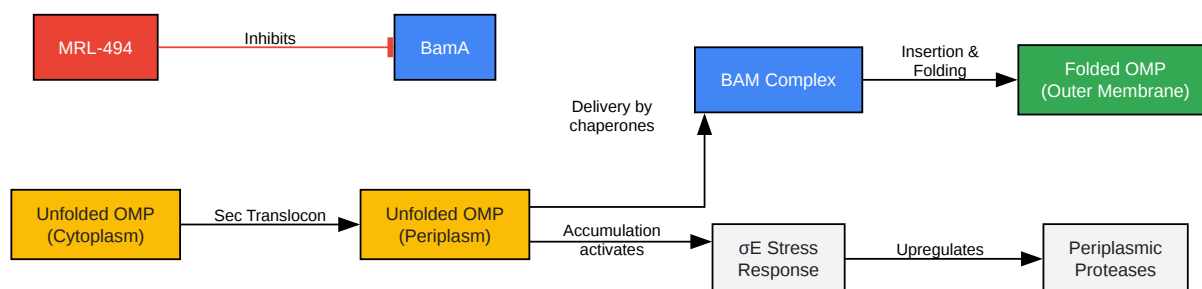 MRL-494
Inhibits
BamA
BAM Complex
Insertion &
Folding
Folded OMP
(Outer Membrane)
Delivery by
chaperones
Unfolded OMP
(Cytoplasm)
Sec Translocon
Unfolded OMP
(Periplasm)
Accumulation
activates
σE Stress
Response
Upregulates
Periplasmic
Proteases